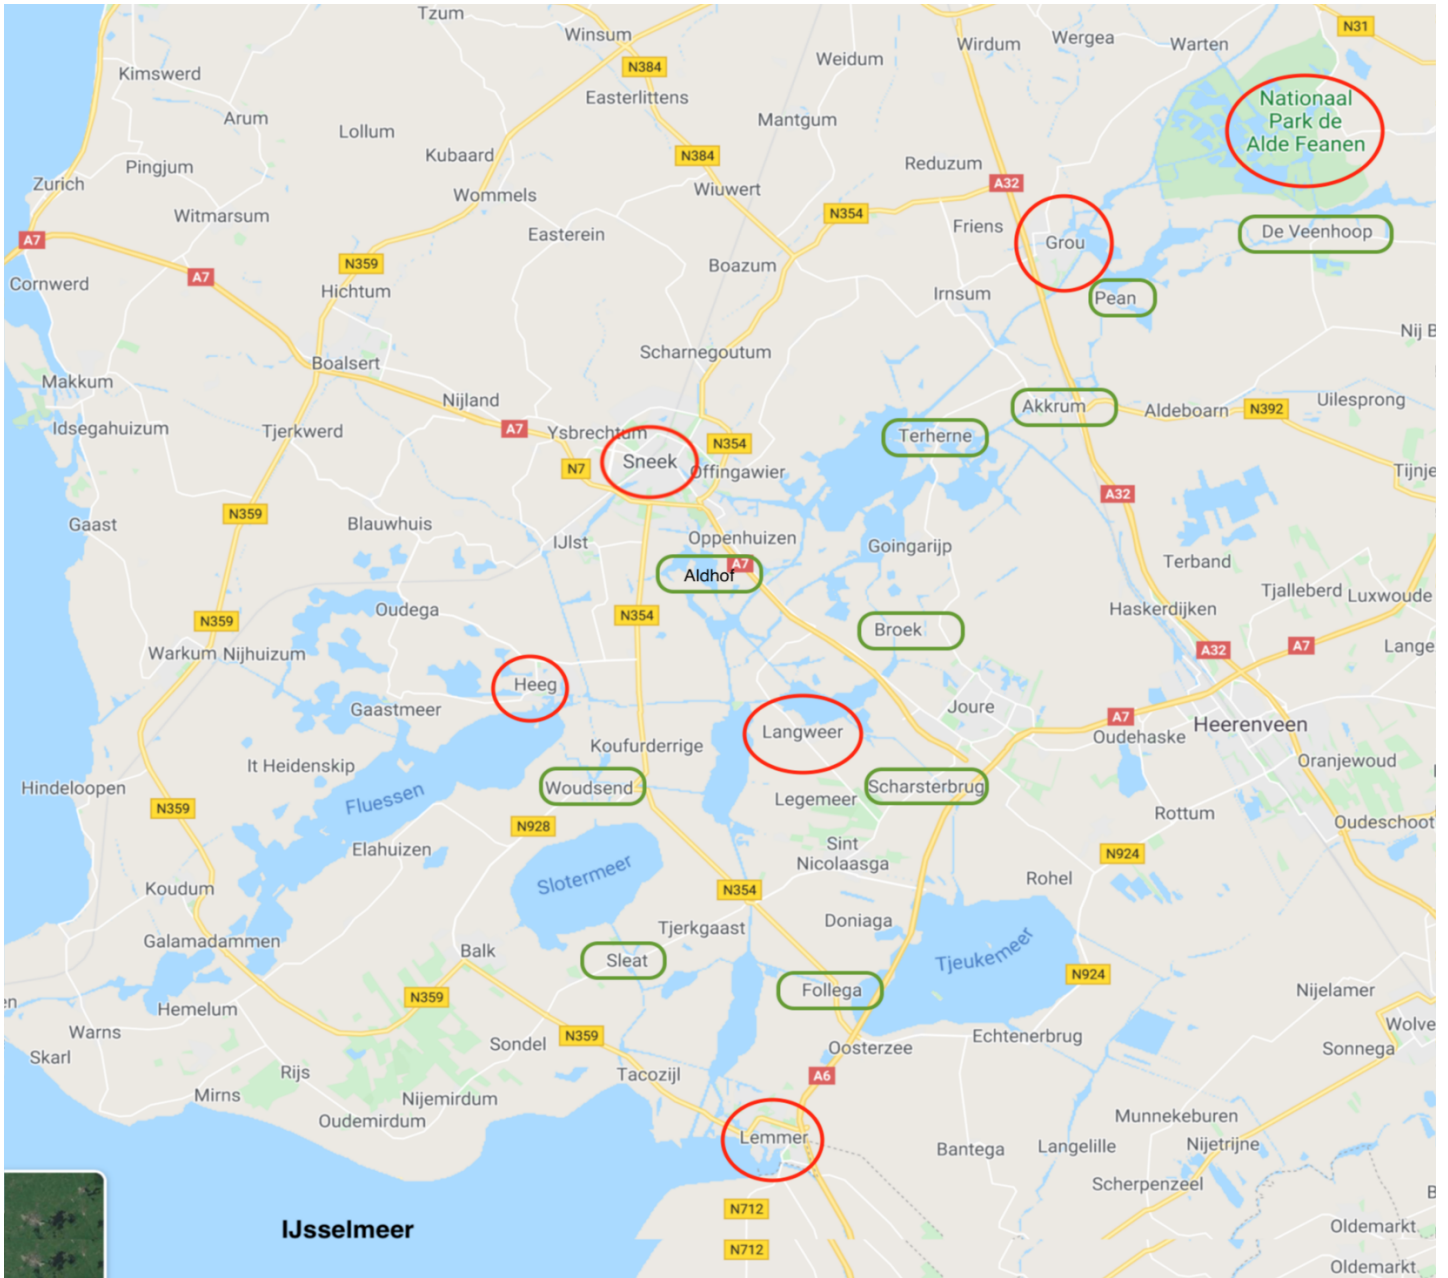 Tzum
Winsum
N31
Wirdum
Wergea
Warten
Weidum
N384
Kimswerd
Easterlittens
Nationaal
Park de
Alde Feanen
Arum
Lollum
Mantgum
Kubaard
N384
Reduzum
Pingjum
Zurich
Wommels
Wiuwert
A32
Witmarsum
N354
Friens
De Veenhoop
Easterein
A7
Grou
N359
Boazum
A7
Cornwerd
Hichtum
Irnsum
Pean
Nij B
Scharnegoutum
Boalsert
Makkum
Nijland
Akkrum
Aldeboarn
N392
Uilesprong
Idsegahuizum
Tjerkwerd
A7
Ysbrechtum
N354
Terherne
Sneek
N7
Offingawier
Tijnje
A32
N359
Gaast
Blauwhuis
IJlst
Oppenhuizen
Goingarijp
Terband
Aldhof
A7
Tjalleberd
Luxwoude
Oudega
Haskerdijken
N359
N354
Broek
Warkum
Nijhuizum
A32
A7
Lange
Heeg
Gaastmeer
Joure
A7
Langweer
Heerenveen
Oudehaske
Koufurderrige
It Heidenskip
Oranjewoud
Hindeloopen
Woudsend
Scharsterbrug
Fluessen
Legemeer
N359
Rottum
N928
Oudeschoot
Elahuizen
Sint
Nicolaasga
N924
Slotermeer
Koudum
N354
Rohel
Doniaga
Tjerkgaast
Galamadammen
Balk
Sleat
Tjeukemeer
N924
Follega
Nijelamer
en
N359
Hemelum
Warns
N359
Echtenerbrug
Wolve
Sondel
Oosterzee
Sonnega
Skarl
Rijs
Tacozijl
A6
Mirns
Nijemirdum
Oudemirdum
Munnekeburen
Lemmer
Bantega
Langelille
Nijetrijne
Scherpenzeel
B
N712
IJsselmeer
Oldemarkt
N712
Oldemarkt